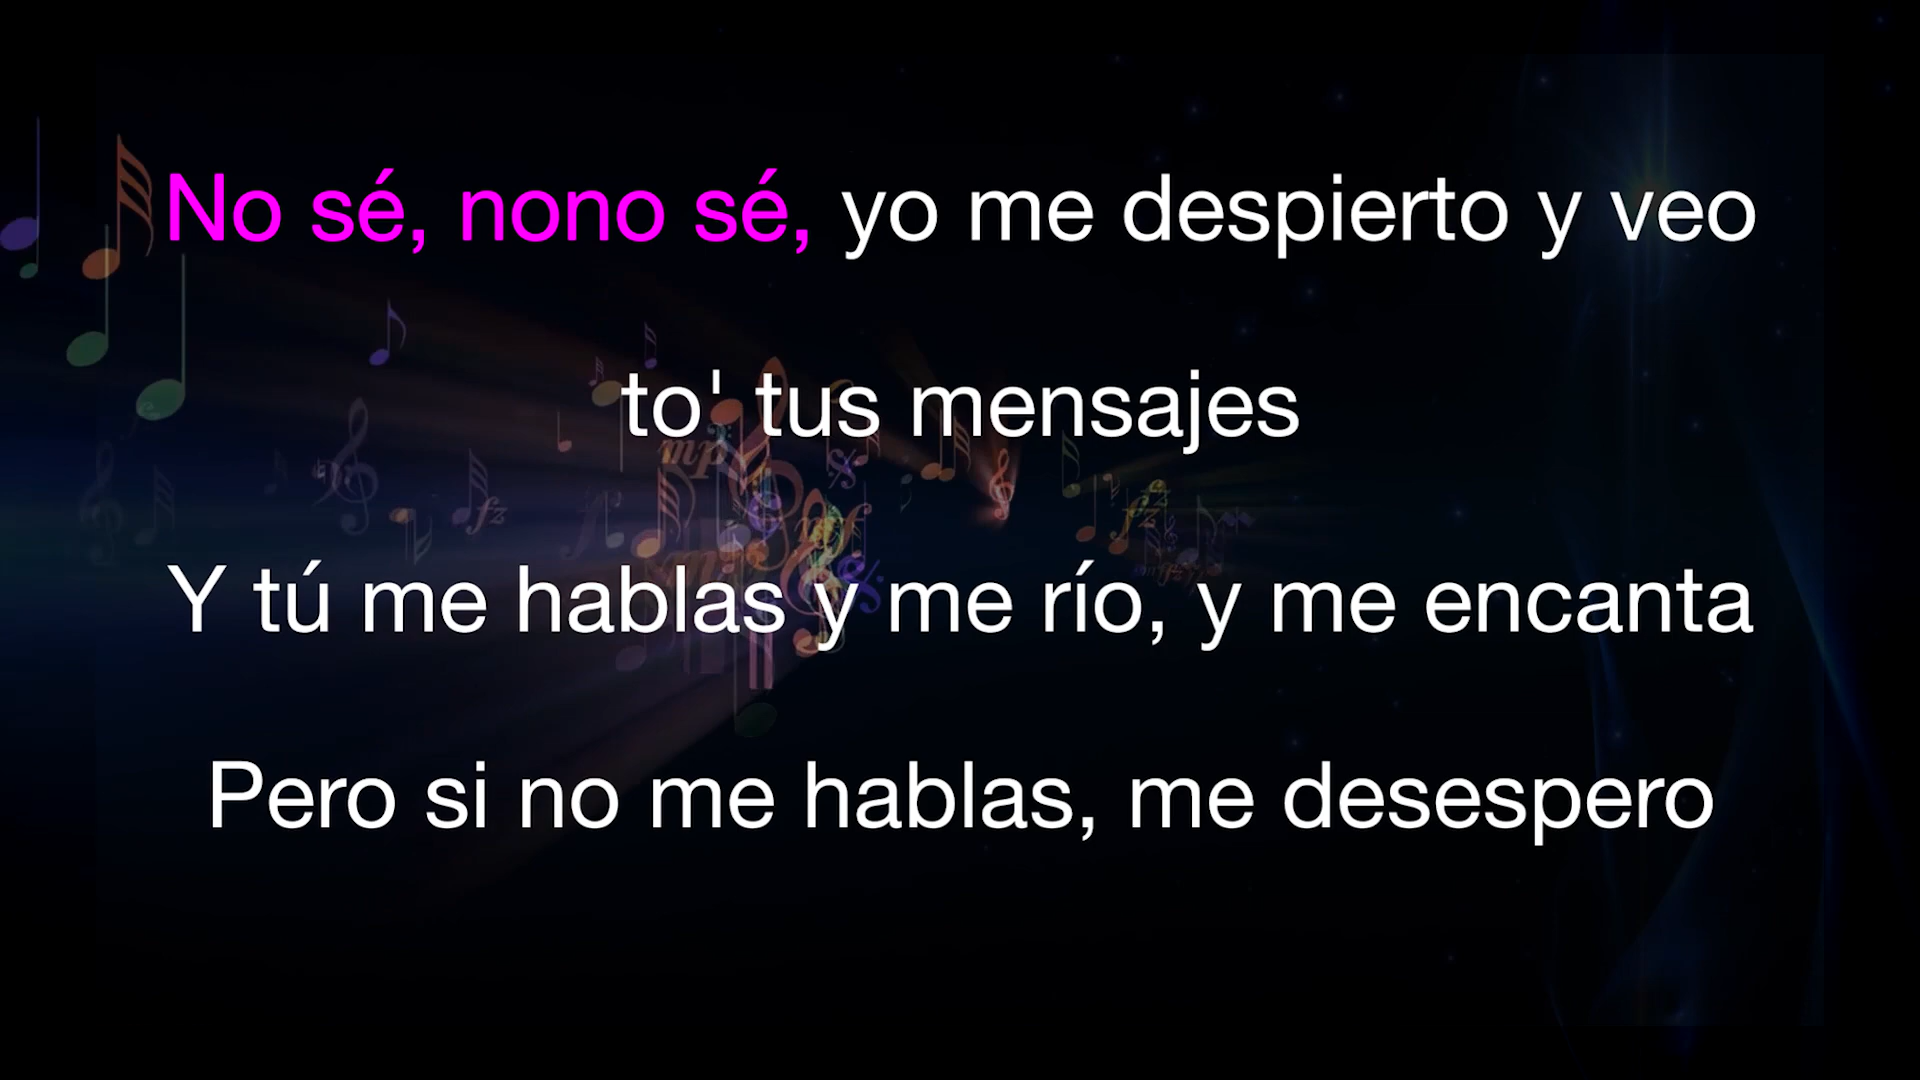 No sé, nono sé, yo me despierto y veo
to' tus mensajes
Y tú me hablas y me río, y me encanta
Pero si no me hablas, me desespero